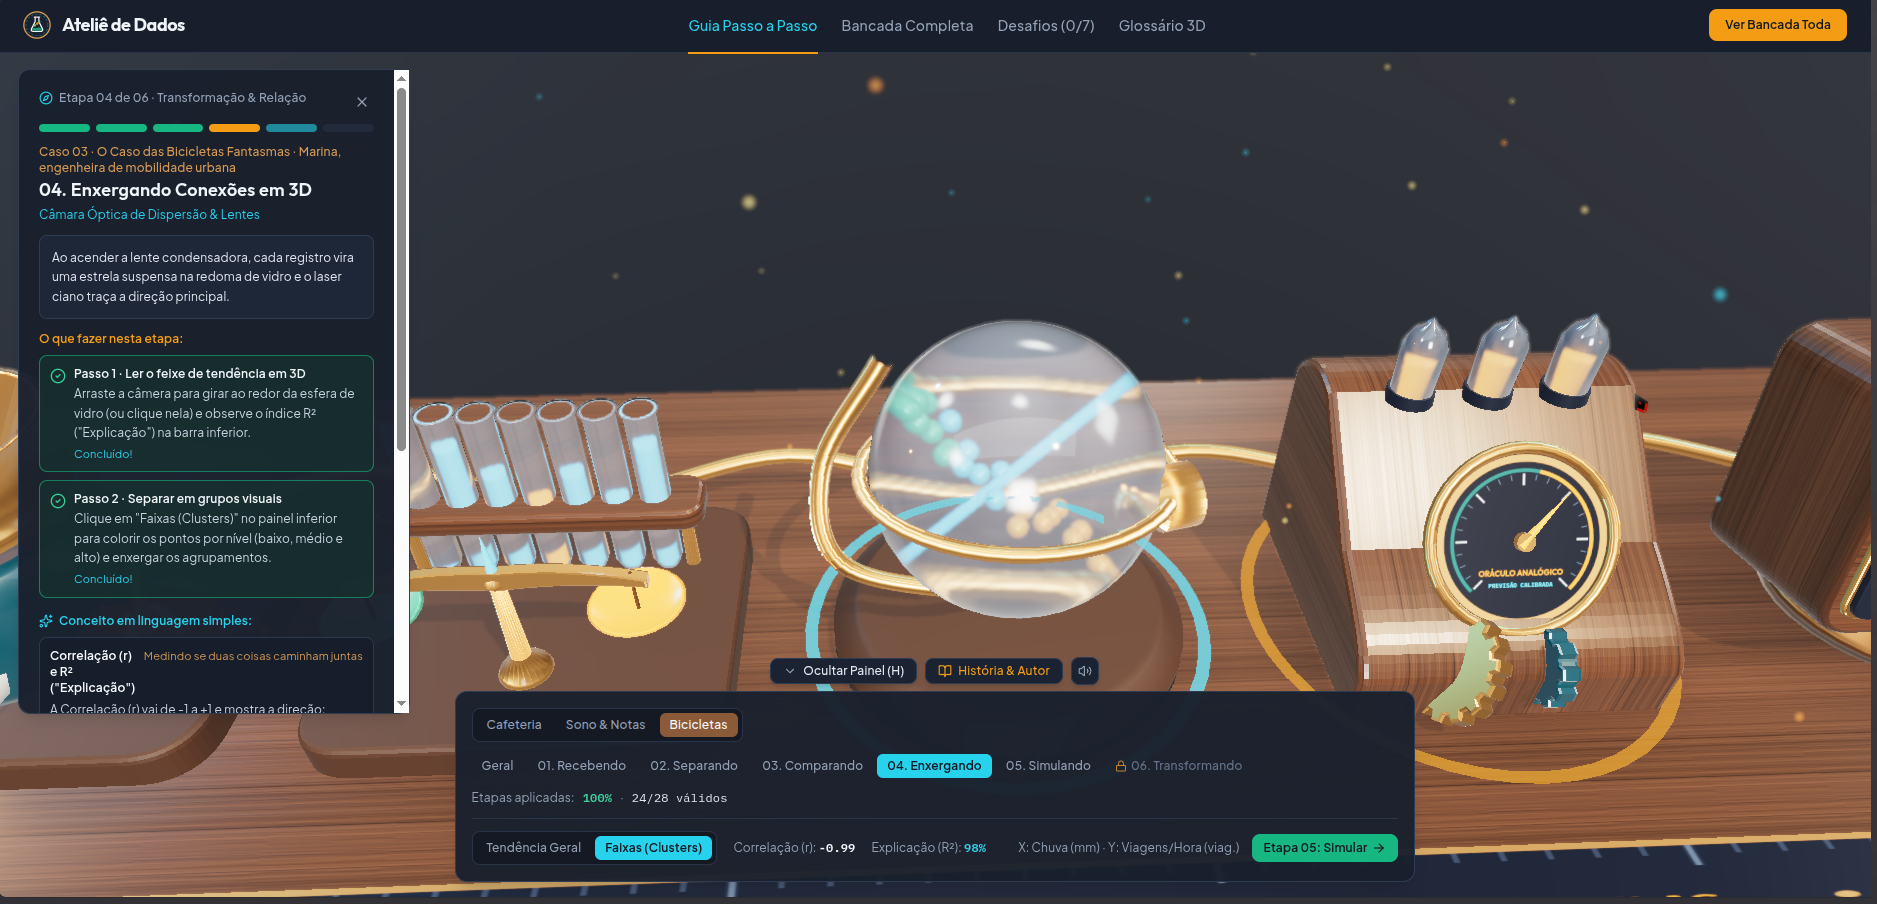 Ateliê de Dados
Guia Passo a Passo
Bancada Completa
Desafios (0/7)
Glossário 3D
Ver Bancada Toda
Etapa 04 de 06 · Transformação & Relação
Caso 03 · O Caso das Bicicletas Fantasmas · Marina,
engenheira de mobilidade urbana
04. Enxergando Conexões em 3D
Câmara Óptica de Dispersão & Lentes
Ao acender a lente condensadora, cada registro vira
uma estrela suspensa na redoma de vidro e o laser
ciano traça a direção principal.
O que fazer nesta etapa:
Passo 1 · Ler o feixe de tendência em 3D
Arraste a câmera para girar ao redor da esfera de
vidro (ou clique nela) e observe o índice R²
("Explicação") na barra inferior.
Concluído!
Passo 2 · Separar em grupos visuais
Clique em "Faixas (Clusters)" no painel inferior
para colorir os pontos por nível (baixo, médio e
alto) e enxergar os agrupamentos.
Concluído!
Conceito em linguagem simples:
Correlação (r) Medindo se duas coisas caminham juntas
e R²
("Explicação")
A Correlação (r) vai de -1 a +1 e mostra a direção:
ORÁCULO ANALÓGICO
PREVISÃO CALIBRADA
Ocultar Painel (H)
História & Autor
Cafeteria
Sono & Notas
Bicicletas
Geral
01. Recebendo
02. Separando
03. Comparando
04. Enxergando
05. Simulando
06. Transformando
Etapas aplicadas: 100% · 24/28 válidos
Tendência Geral
Faixas (Clusters)
Correlação (r): -0.99
Explicação (R²): 98%
X: Chuva (mm) · Y: Viagens/Hora (viag.)
Etapa 05: Simular →